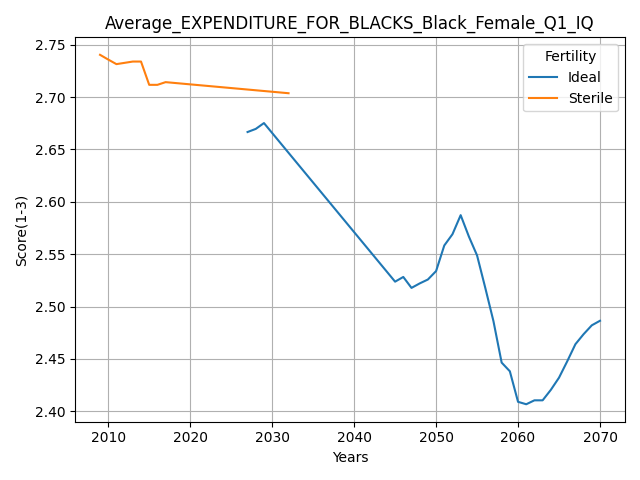 Average_EXPENDITURE_FOR_BLACKS_Black_Female_Q1_IQ
Fertility
Ideal
Sterile
Score(1-3)
2.75
2.70
2.65
2.60
2.55
2.50
2.45
2.40
2010 2020 2030 2040 2050 2060 2070
Years